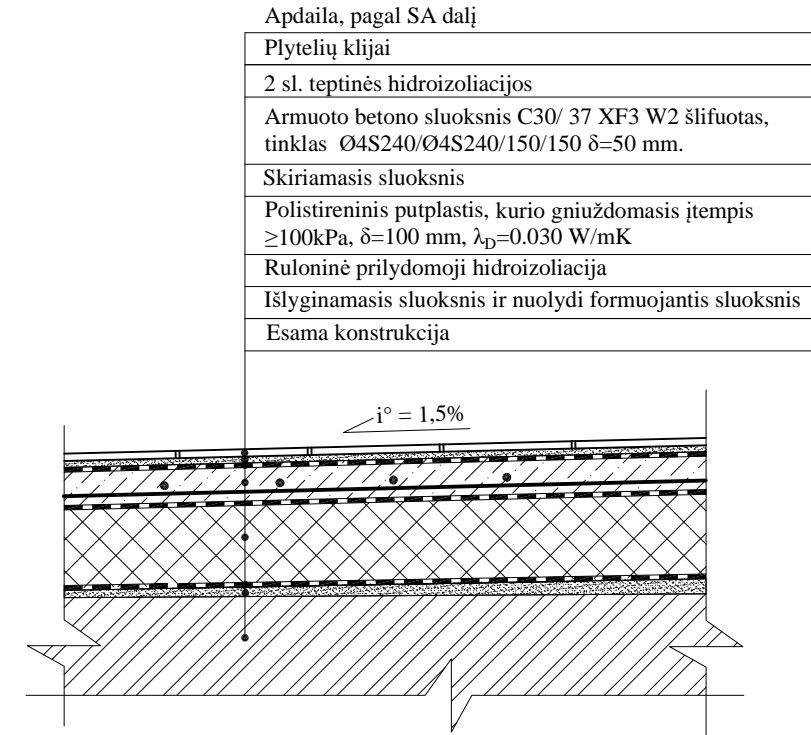 Apdaila, pagal SA dalį
Plytelių klijai
2 sl. teptinės hidroizoliacijos
Armuoto betono sluoksnis C30/ 37 XF3 W2 šlifuotas,
tinklas Ø4S240/Ø4S240/150/150 δ=50 mm.
Skiriamasis sluoksnis
Polistireninis putplastis, kurio gniuždomasis įtempis
≥100kPa, δ=100 mm, λD=0.030 W/mK
Ruloninė prilydomoji hidroizoliacija
Išlyginamasis sluoksnis ir nuolydi formuojantis sluoksnis
Esama konstrukcija
i° = 1,5%